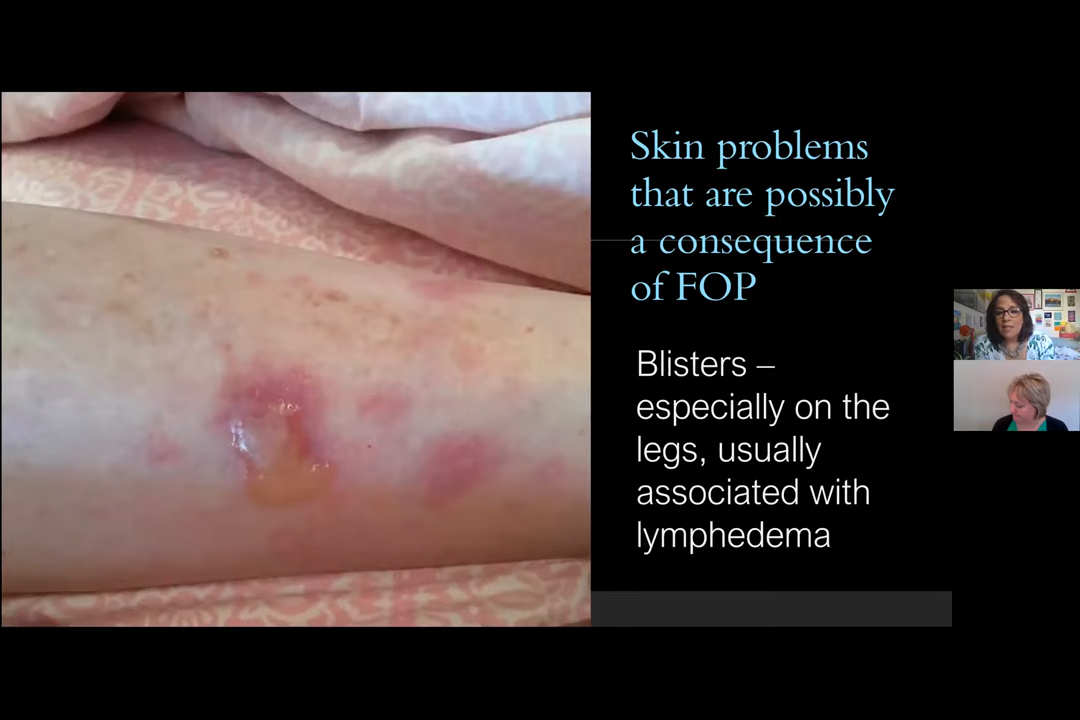 Skin problems
that are possibly
a consequence
of FOP
Blisters –
especially on the
legs, usually
associated with
lymphedema